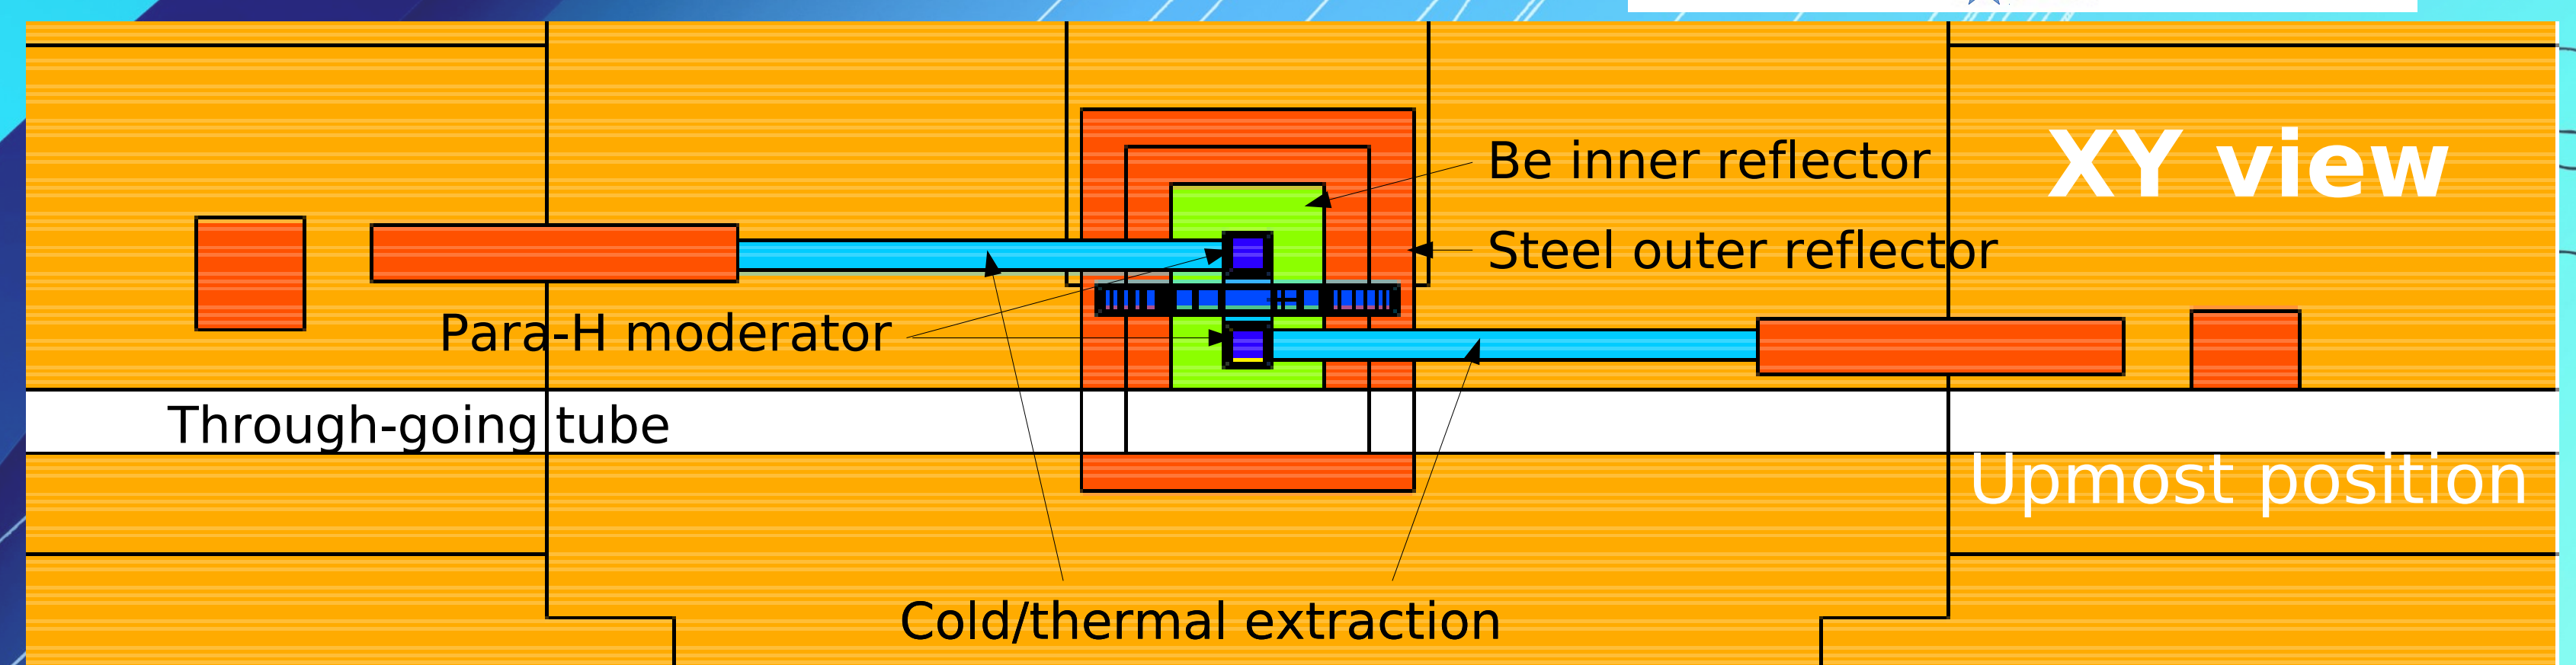 XY view
Be inner reflector
Steel outer reflector
Para-H moderator
Through-going tube
Upmost position
Cold/thermal extraction